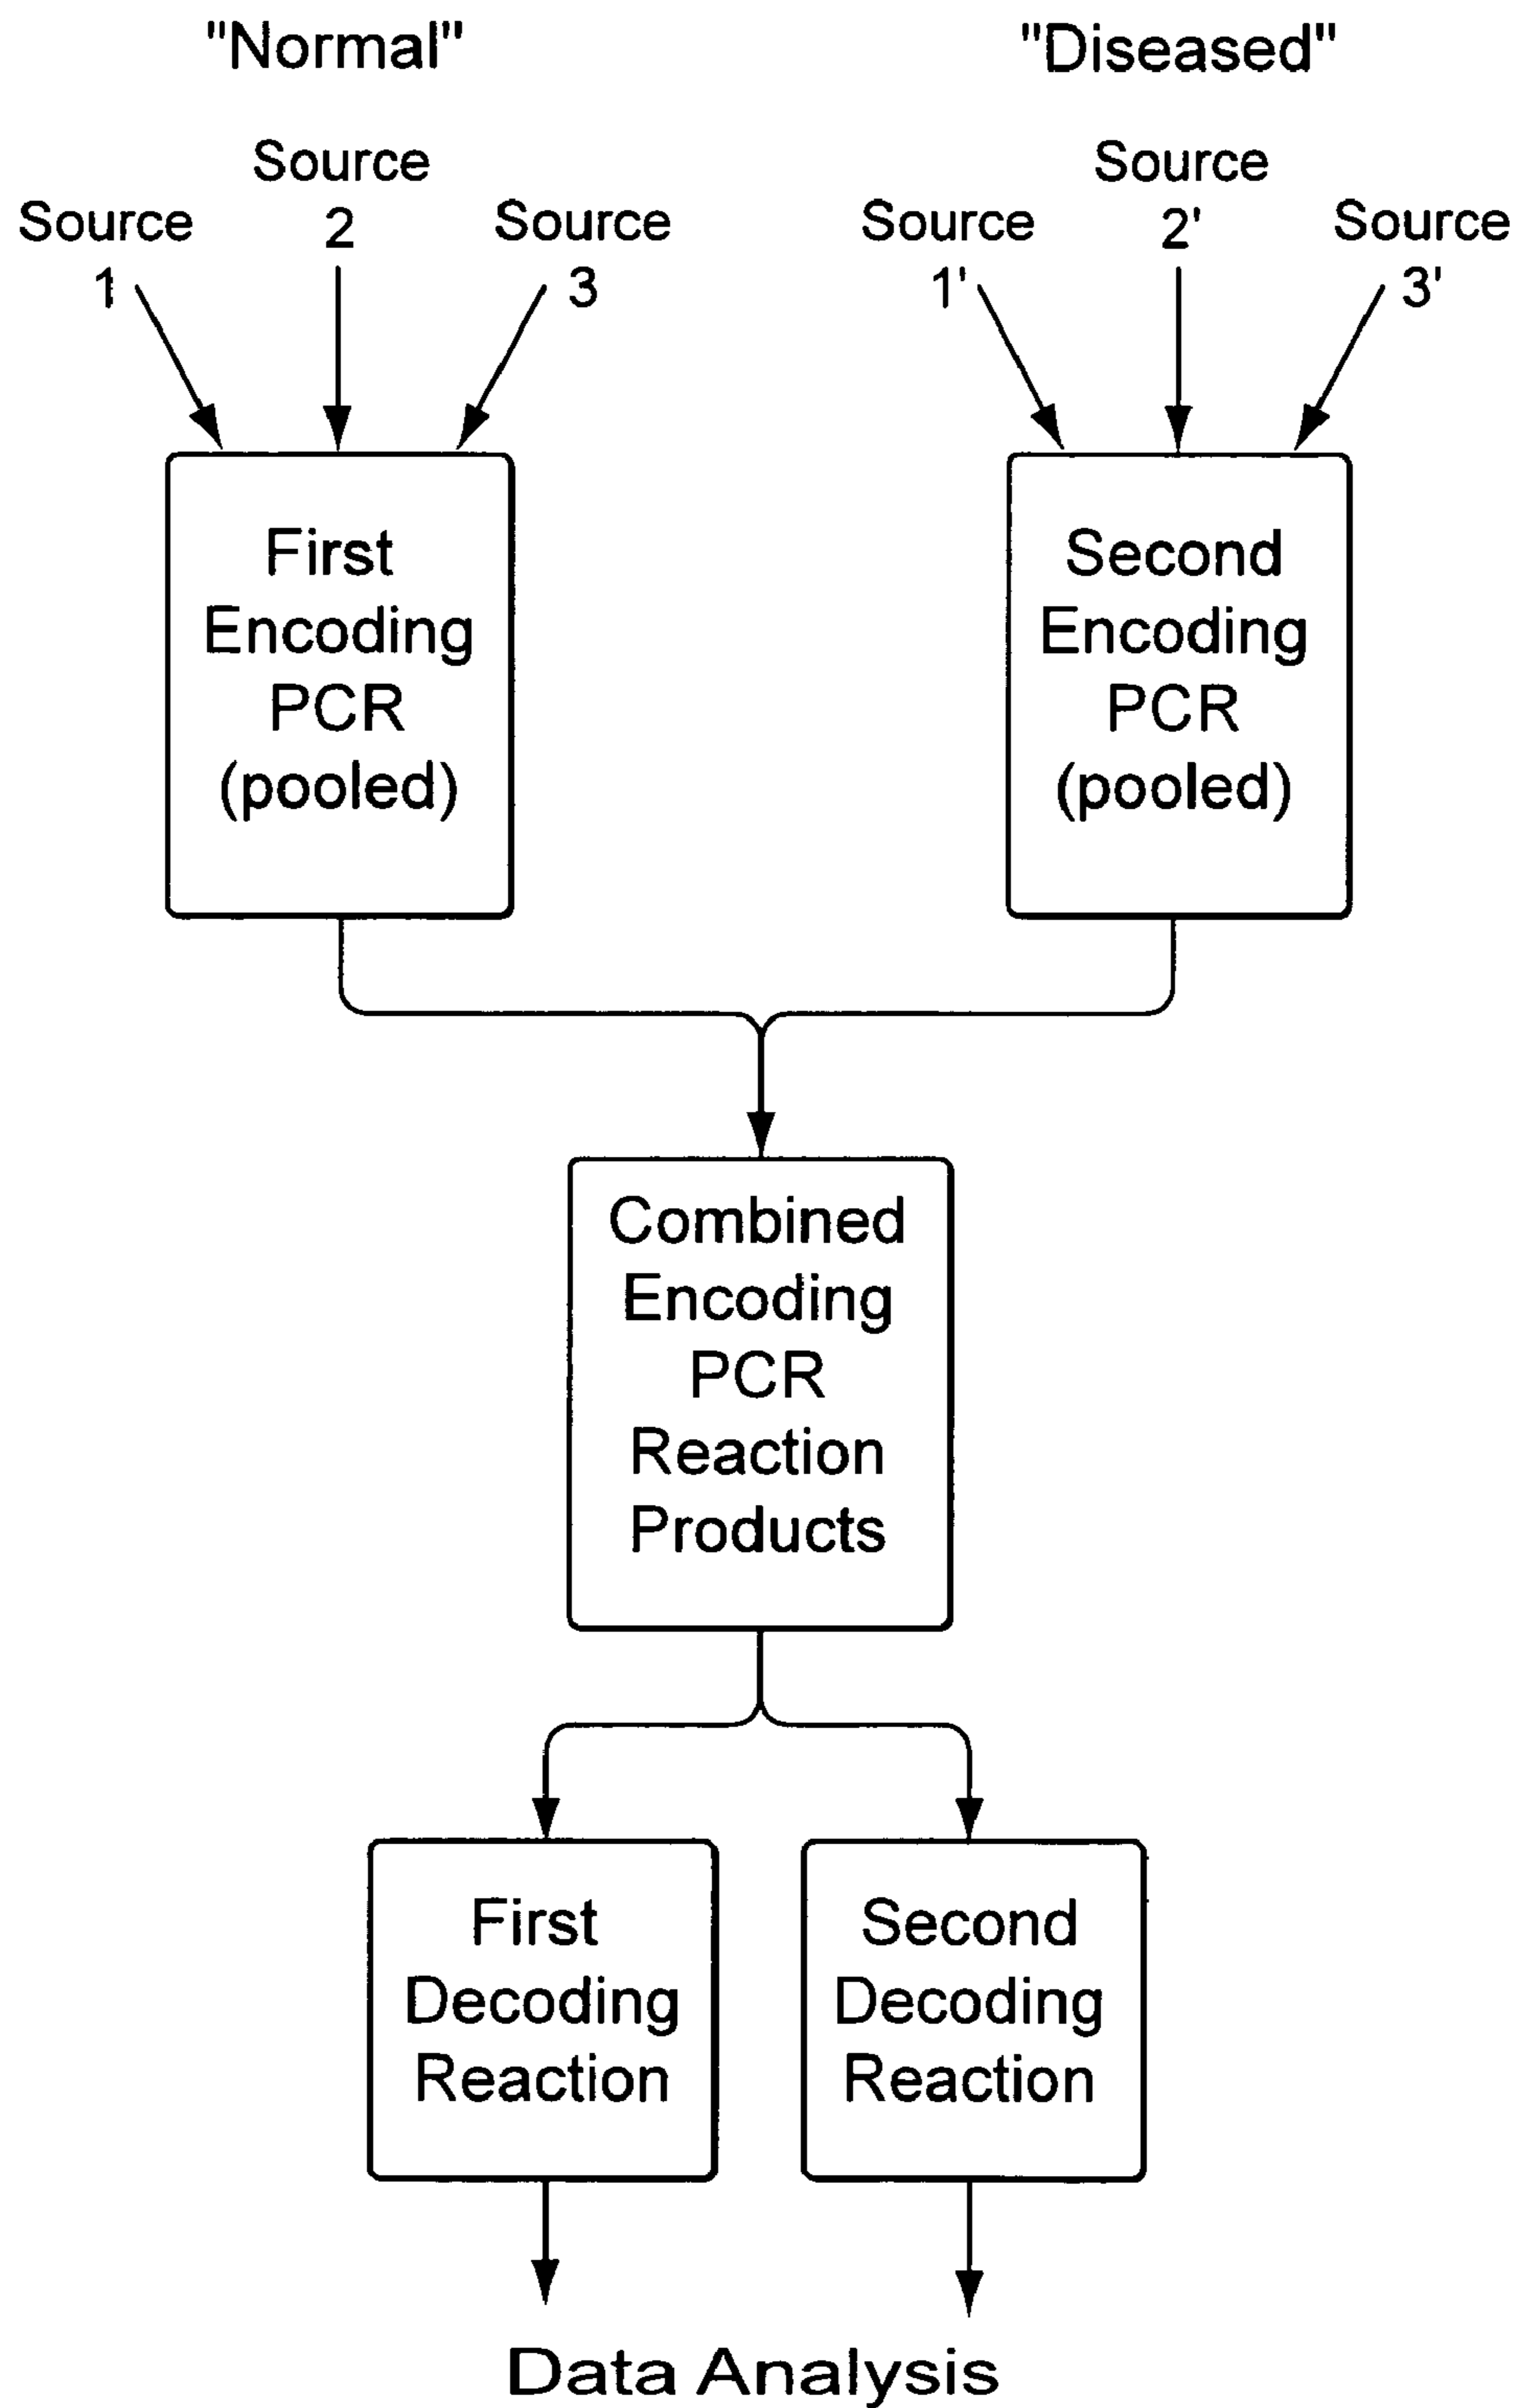 "Normal"
"Diseased"
Source
1
Source
2
Source
3
Source
1'
Source
2'
Source
3'
First
Encoding
PCR
(pooled)
Second
Encoding
PCR
(pooled)
Combined
Encoding
PCR
Reaction
Products
First
Decoding
Reaction
Second
Decoding
Reaction
Data Analysis